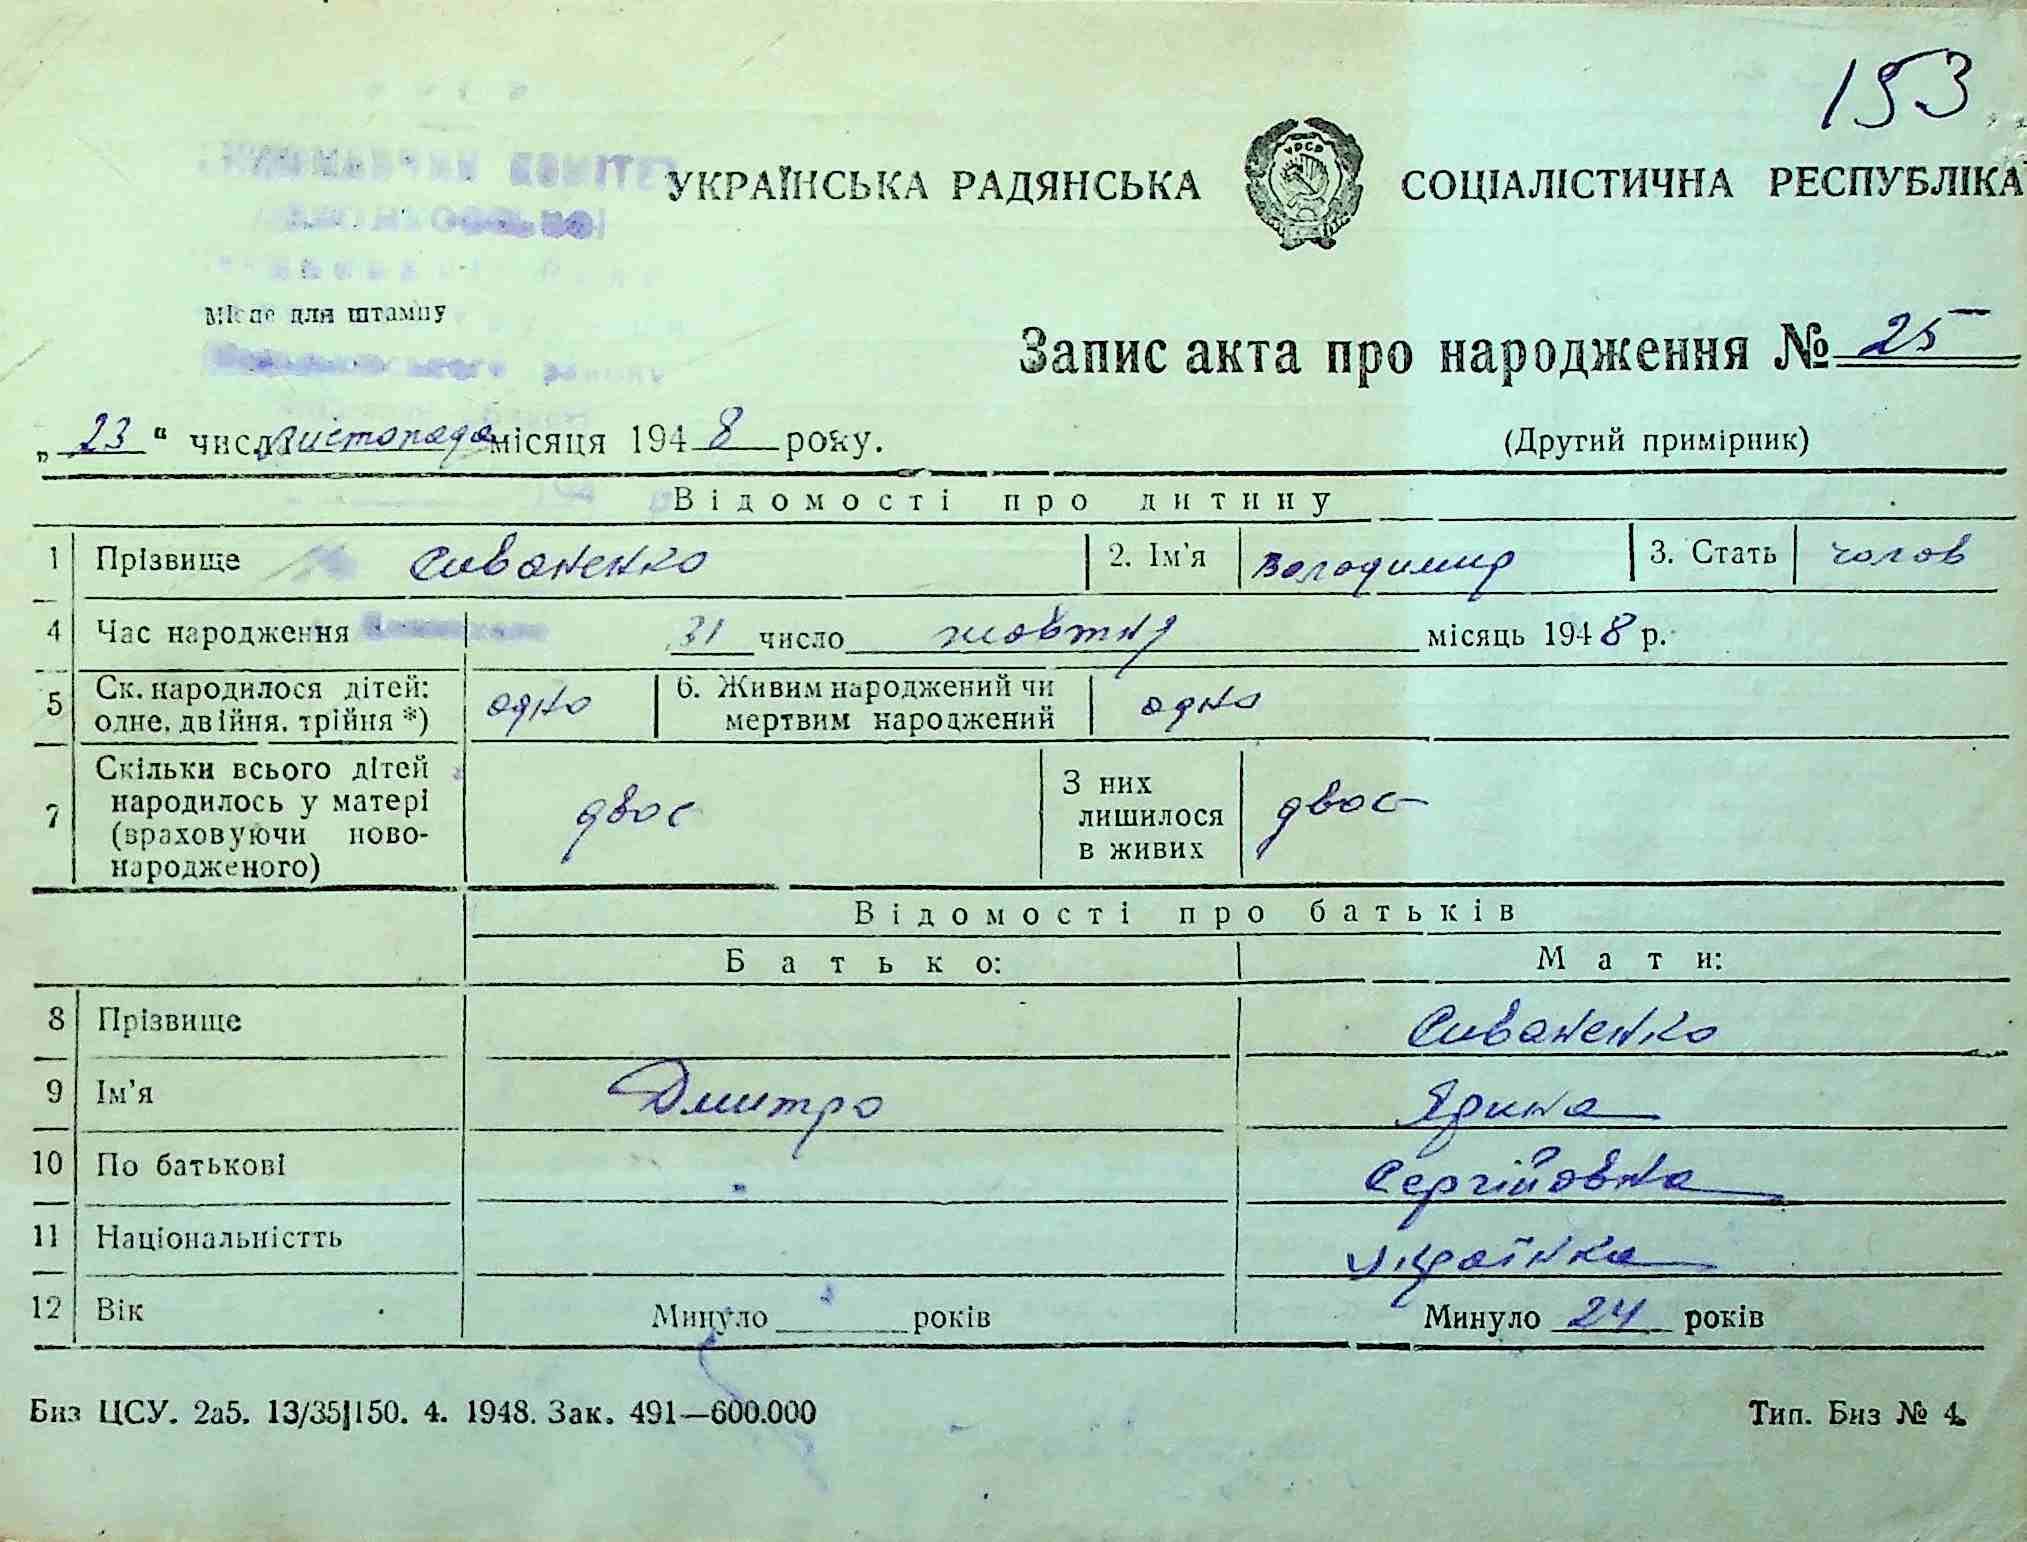 153
УКРАЇНСЬКА РАДЯНСЬКА СОЦІАЛІСТИЧНА РЕСПУБЛІКА
УРСР
Місце для штампу
Запис акта про народження № 25
„23“ числа листопада місяця 1948 року.
(Другий примірник)
Відомості про дитину
1 Прізвище Сиваненко 2. Ім'я Володимир 3. Стать чолов
4 Час народження 31 число жовтня місяць 1948 р.
5 Ск. народилося дітей: одно 6. Живим народжений чи одно
одне, двійня, трійня *) мертвим народжений
7 Скільки всього дітей
народилось у матері
(враховуючи ново-
народженого)
двоє
З них
лишилося
в живих
двоє
Відомості про батьків
Батько: Мати:
8 Прізвище Сиваненко
9 Ім'я Дмитро Ярина
10 По батькові Сергійовна
11 Національністть Українка
12 Вік Минуло років Минуло 24 років
Биз ЦСУ. 2а5. 13/35|150. 4. 1948. Зак. 491—600.000 Тип. Биз № 4.